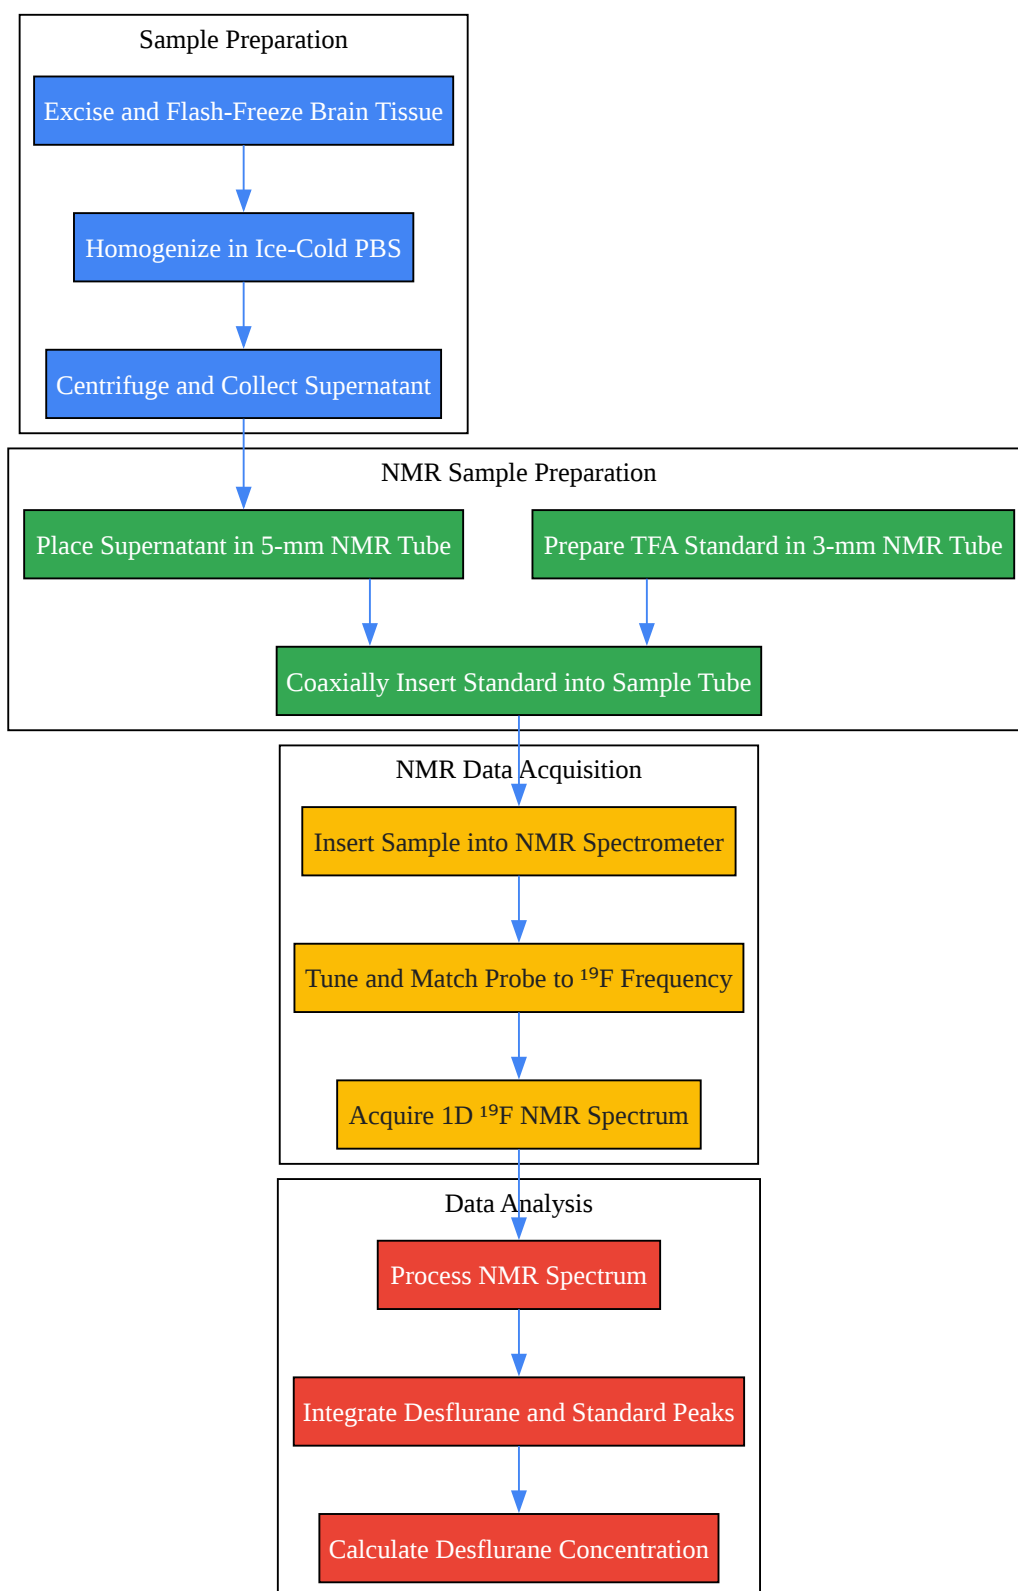 Sample Preparation
Excise and Flash-Freeze Brain Tissue
Homogenize in Ice-Cold PBS
Centrifuge and Collect Supernatant
NMR Sample Preparation
Place Supernatant in 5-mm NMR Tube
Prepare TFA Standard in 3-mm NMR Tube
Coaxially Insert Standard into Sample Tube
NMR Data Acquisition
Insert Sample into NMR Spectrometer
Tune and Match Probe to ¹⁹F Frequency
Acquire 1D ¹⁹F NMR Spectrum
Data Analysis
Process NMR Spectrum
Integrate Desflurane and Standard Peaks
Calculate Desflurane Concentration